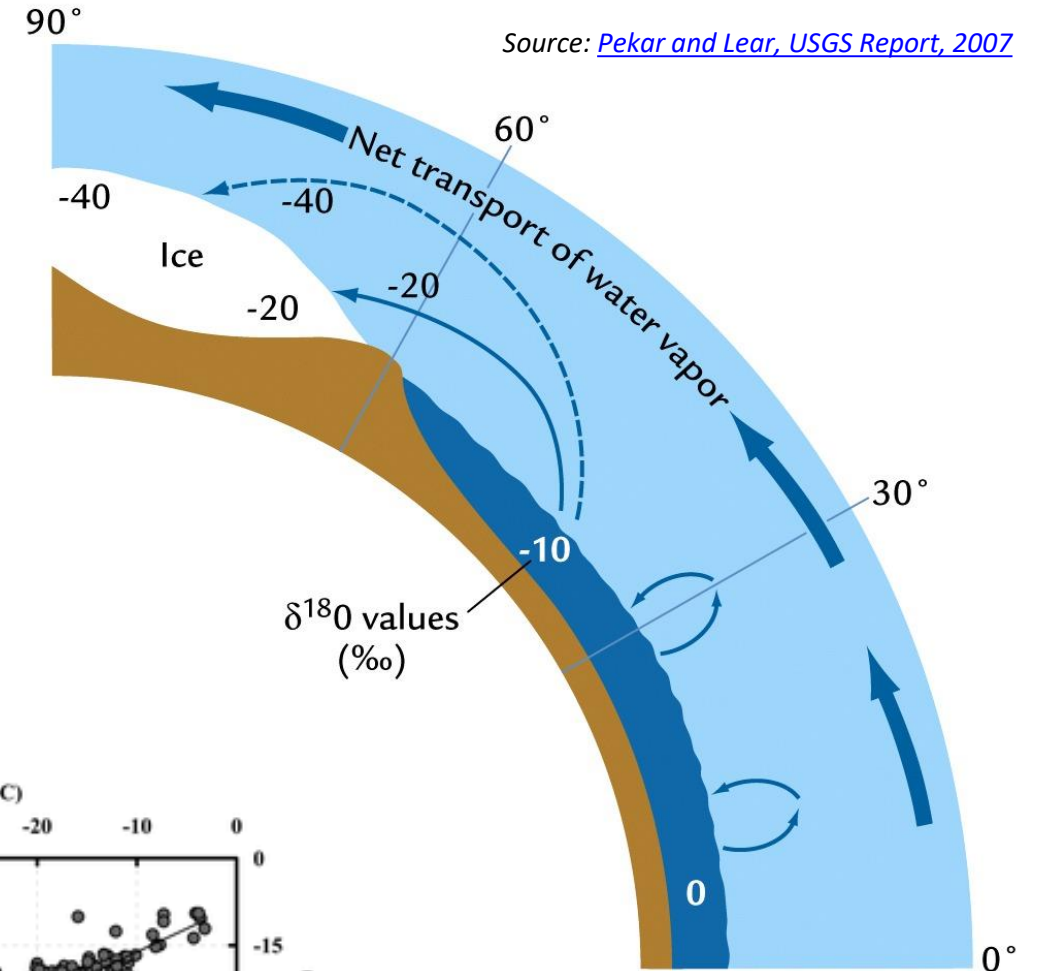 90°
Source: Pekar and Lear, USGS Report, 2007
60°
Net transport of water vapor
-40
-40
Ice
-20
-20
30°
-10
δ¹⁸0 values
(‰)
C)
-20 -10 0
0
-15
0
0°